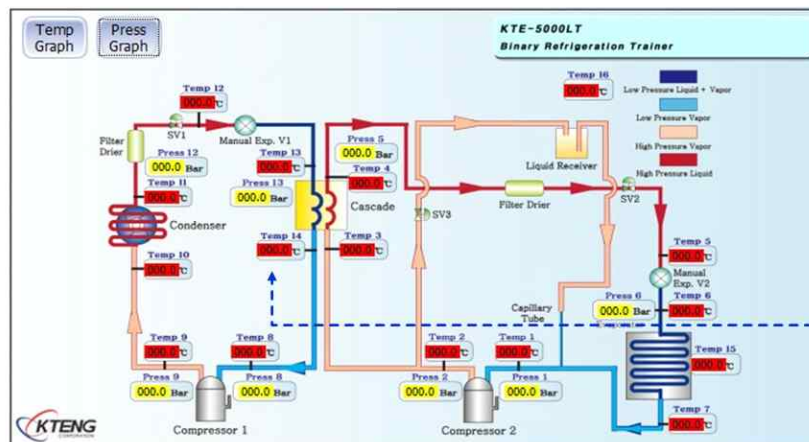 Temp
Graph
Press
Graph
KTE-5000LT
Binary Refrigeration Trainer
Temp 12
000.0 ℃
Temp 16
000.0 ℃
Low Pressure Liquid + Vapor
Low Pressure Vapor
High Pressure Vapor
High Pressure Liquid
Filter
Drier
SV1
Manual Exp. V1
Press 12
000.0 Bar
Temp 13
000.0 ℃
Press 5
000.0 Bar
Liquid Receiver
Temp 11
000.0 ℃
Press 13
000.0 Bar
Temp 4
000.0 ℃
Condenser
Cascade
SV3
Filter Drier
SV2
Temp 14
000.0 ℃
Temp 3
000.0 ℃
Temp 10
000.0 ℃
Temp 5
000.0 ℃
Manual
Exp. V2
Capillary
Tube
Press 6
000.0 Bar
Temp 6
000.0 ℃
Temp 9
000.0 ℃
Temp 8
000.0 ℃
Temp 2
000.0 ℃
Temp 1
000.0 ℃
Temp 15
000.0 ℃
Press 9
000.0 Bar
Press 8
000.0 Bar
Press 2
000.0 Bar
Press 1
000.0 Bar
Temp 7
000.0 ℃
Compressor 1
Compressor 2
KTENG
CORPORATION